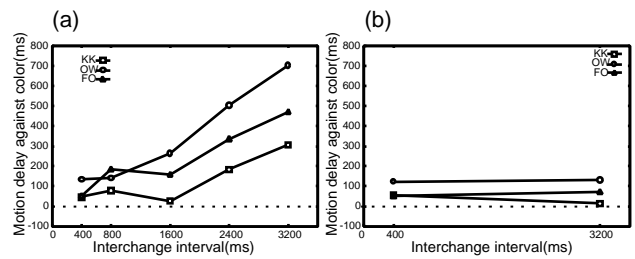 (a)
Motion delay against color(ms)
800
700
600
500
400
300
200
100
0
-100
KK
OW
FO
0 400 800 1600 2400 3200
Interchange interval(ms)
(b)
Motion delay against color(ms)
800
700
600
500
400
300
200
100
0
-100
KK
OW
FO
0 400 3200
Interchange interval(ms)